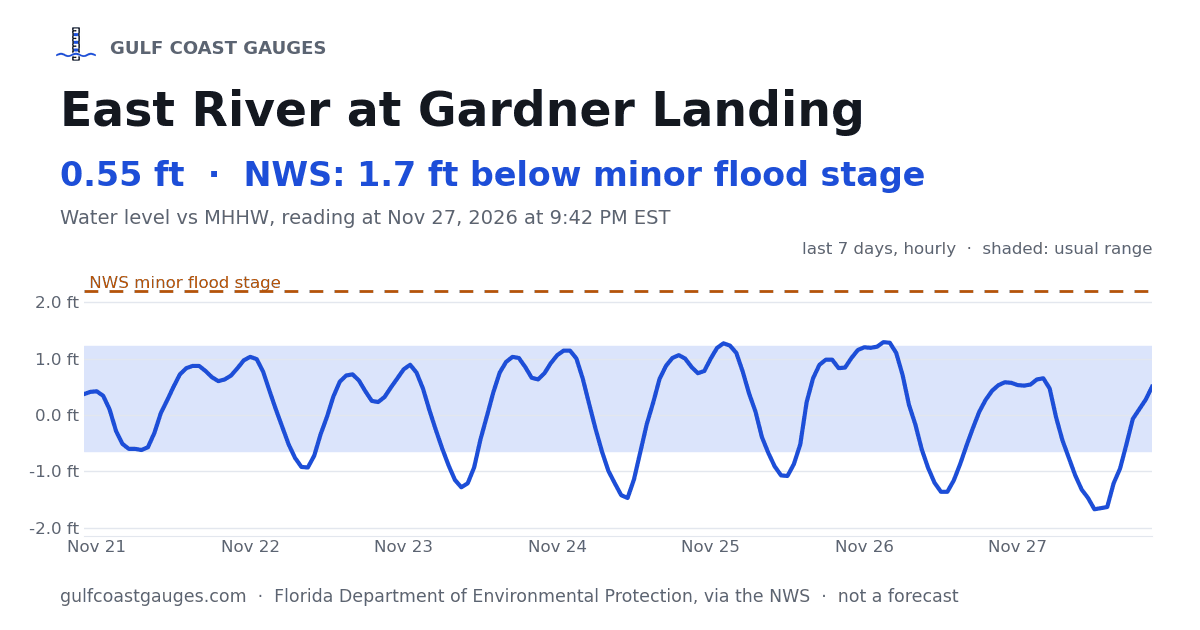 GULF COAST GAUGES
East River at Gardner Landing
0.55 ft · NWS: 1.7 ft below minor flood stage
Water level vs MHHW, reading at Nov 27, 2026 at 9:42 PM EST
last 7 days, hourly · shaded: usual range
NWS minor flood stage
2.0 ft
1.0 ft
0.0 ft
-1.0 ft
-2.0 ft
Nov 21 Nov 22 Nov 23 Nov 24 Nov 25 Nov 26 Nov 27
gulfcoastgauges.com · Florida Department of Environmental Protection, via the NWS · not a forecast